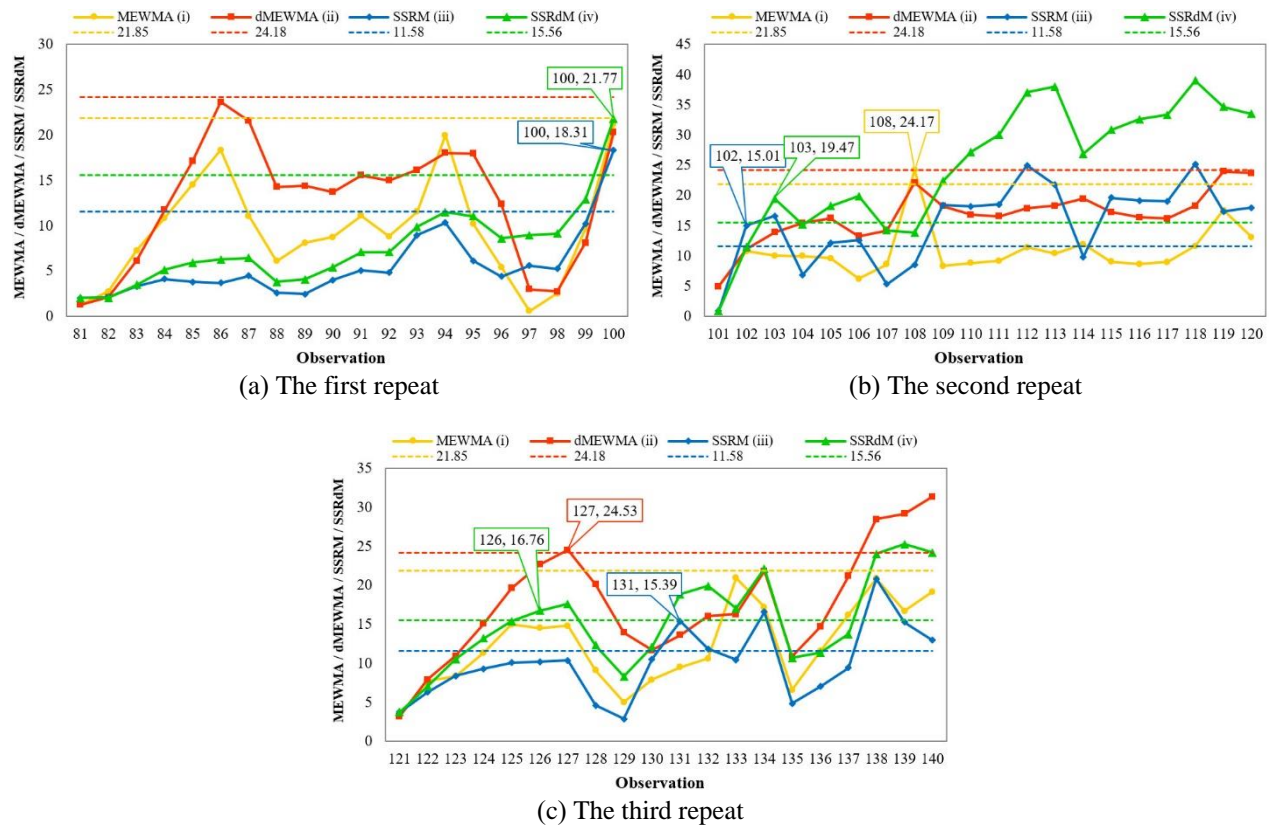 MEWMA (i) dMEWMA (ii) SSRM (iii) SSRdM (iv)
21.85 24.18 11.58 15.56
MEWMA / dMEWMA / SSRM / SSRdM
30
25
20
15
10
5
0
100, 21.77
100, 18.31
81 82 83 84 85 86 87 88 89 90 91 92 93 94 95 96 97 98 99 100
Observation
(a) The first repeat
MEWMA (i) dMEWMA (ii) SSRM (iii) SSRdM (iv)
21.85 24.18 11.58 15.56
MEWMA / dMEWMA / SSRM / SSRdM
45
40
35
30
25
20
15
10
5
0
108, 24.17
103, 19.47
102, 15.01
101 102 103 104 105 106 107 108 109 110 111 112 113 114 115 116 117 118 119 120
Observation
(b) The second repeat
MEWMA (i) dMEWMA (ii) SSRM (iii) SSRdM (iv)
21.85 24.18 11.58 15.56
MEWMA / dMEWMA / SSRM / SSRdM
35
30
25
20
15
10
5
0
127, 24.53
126, 16.76
131, 15.39
121 122 123 124 125 126 127 128 129 130 131 132 133 134 135 136 137 138 139 140
Observation
(c) The third repeat